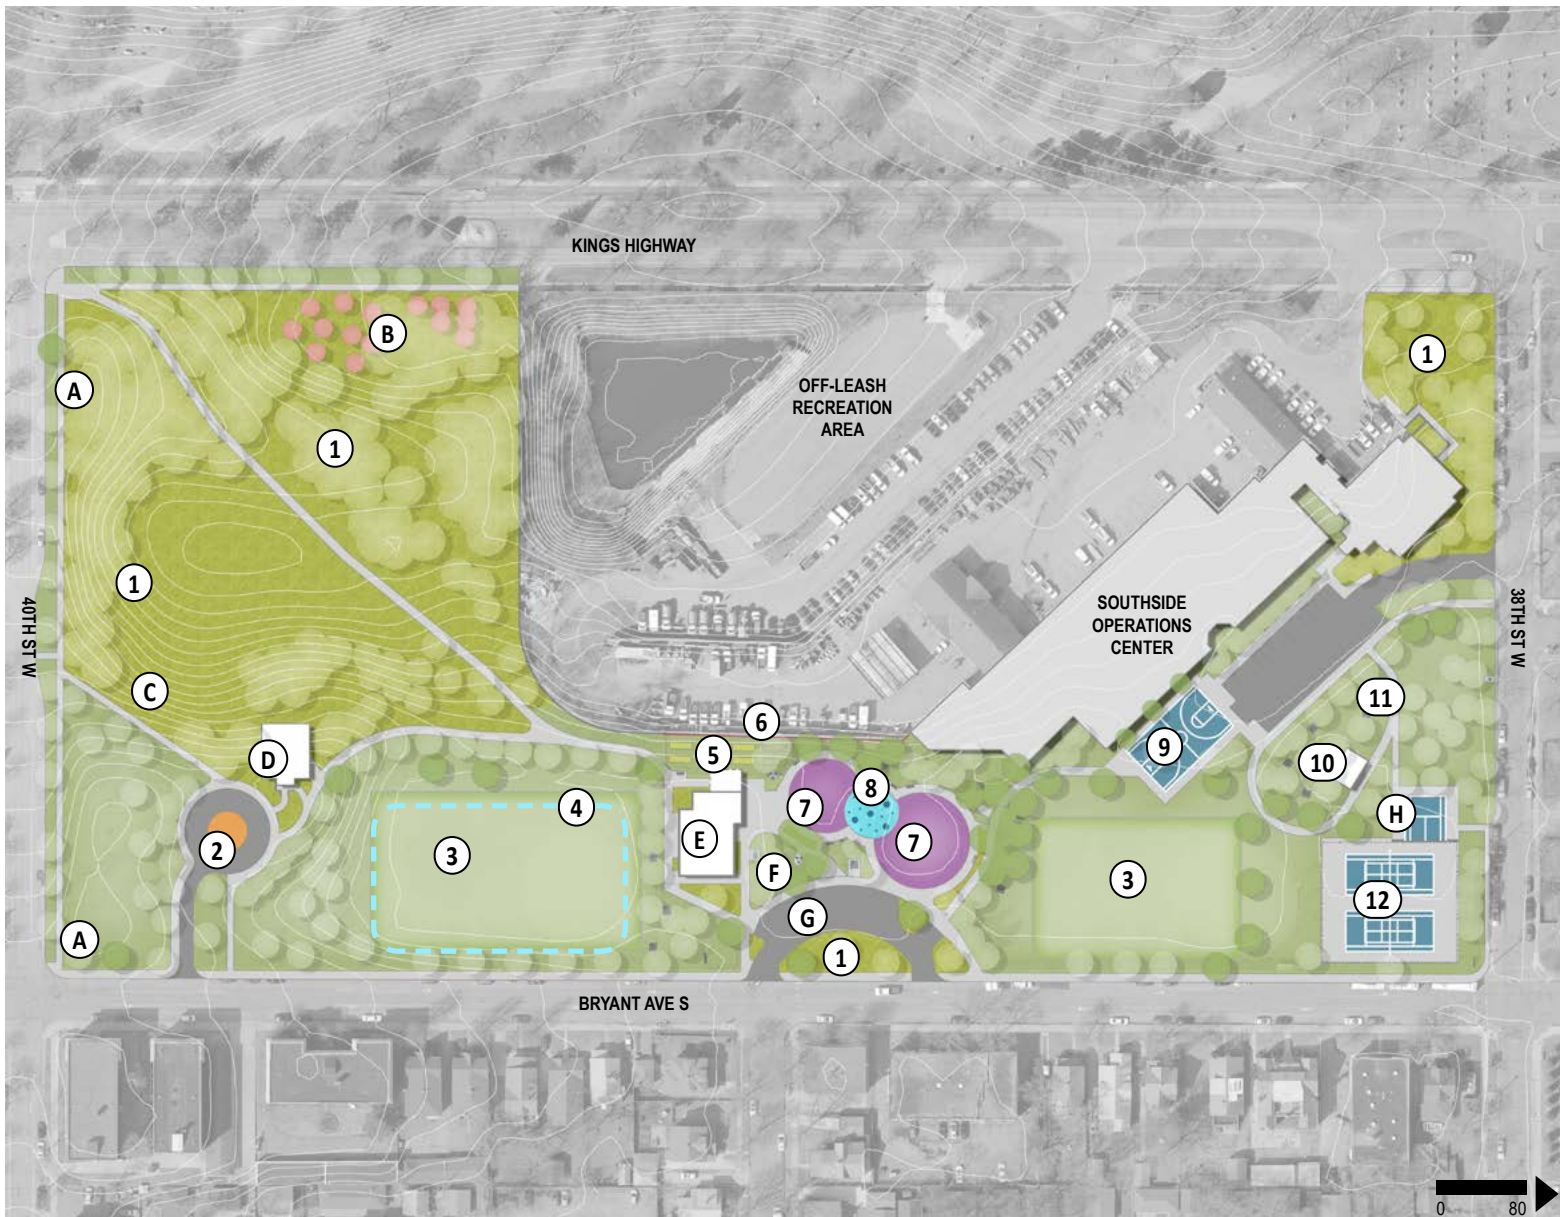 KINGS HIGHWAY
B
1
A
OFF-LEASH
RECREATION
AREA
1
1
40TH ST W
38TH ST W
SOUTHSIDE
OPERATIONS
CENTER
C
11
6
5
9
D
10
8
7
4
H
2
3
E
7
F
3
12
G
A
1
BRYANT AVE S
0 80